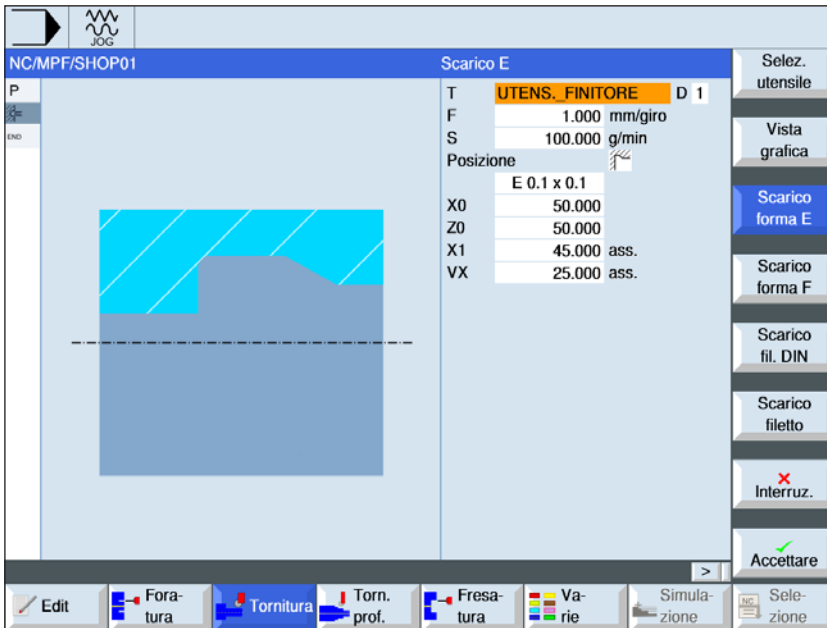 JOG
NC/MPF/SHOP01
Scarico E
P
END
T UTENS._FINITORE D 1
F 1.000 mm/giro
S 100.000 g/min
Posizione
E 0.1 x 0.1
X0 50.000
Z0 50.000
X1 45.000 ass.
VX 25.000 ass.
>
Selez.
utensile
Vista
grafica
Scarico
forma E
Scarico
forma F
Scarico
fil. DIN
Scarico
filetto
Interruz.
Accettare
Edit
Fora-
tura
Tornitura
Torn.
prof.
Fresa-
tura
Va-
rie
Simula-
zione
NC
Sele-
zione